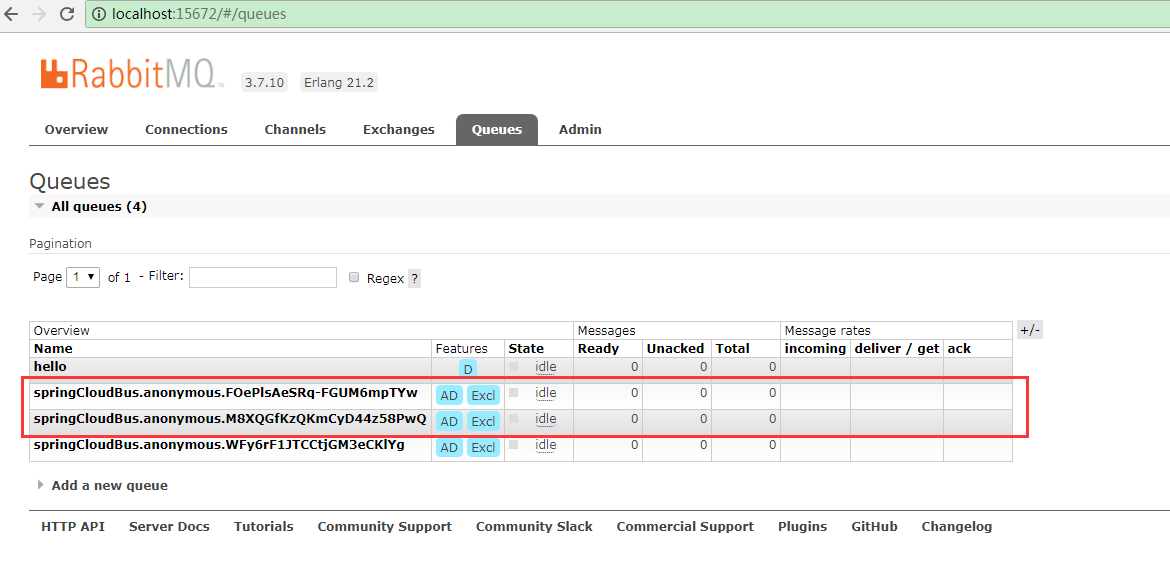 localhost:15672/#/queues
RabbitMQ 3.7.10 Erlang 21.2
Overview Connections Channels Exchanges Queues Admin
Queues
All queues (4)
Pagination
Page 1 of 1 - Filter: Regex ?
Overview Messages Message rates +/-
Name Features State Ready Unacked Total incoming deliver / get ack
hello D idle 0 0 0
springCloudBus.anonymous.FOePlsAeSRq-FGUM6mpTYw AD Excl idle 0 0 0
springCloudBus.anonymous.M8XQGfKzQKmCyD44z58PwQ AD Excl idle 0 0 0
springCloudBus.anonymous.WFy6rF1JTCCtjGM3eCKlYg AD Excl idle 0 0 0
Add a new queue
HTTP API Server Docs Tutorials Community Support Community Slack Commercial Support Plugins GitHub Changelog